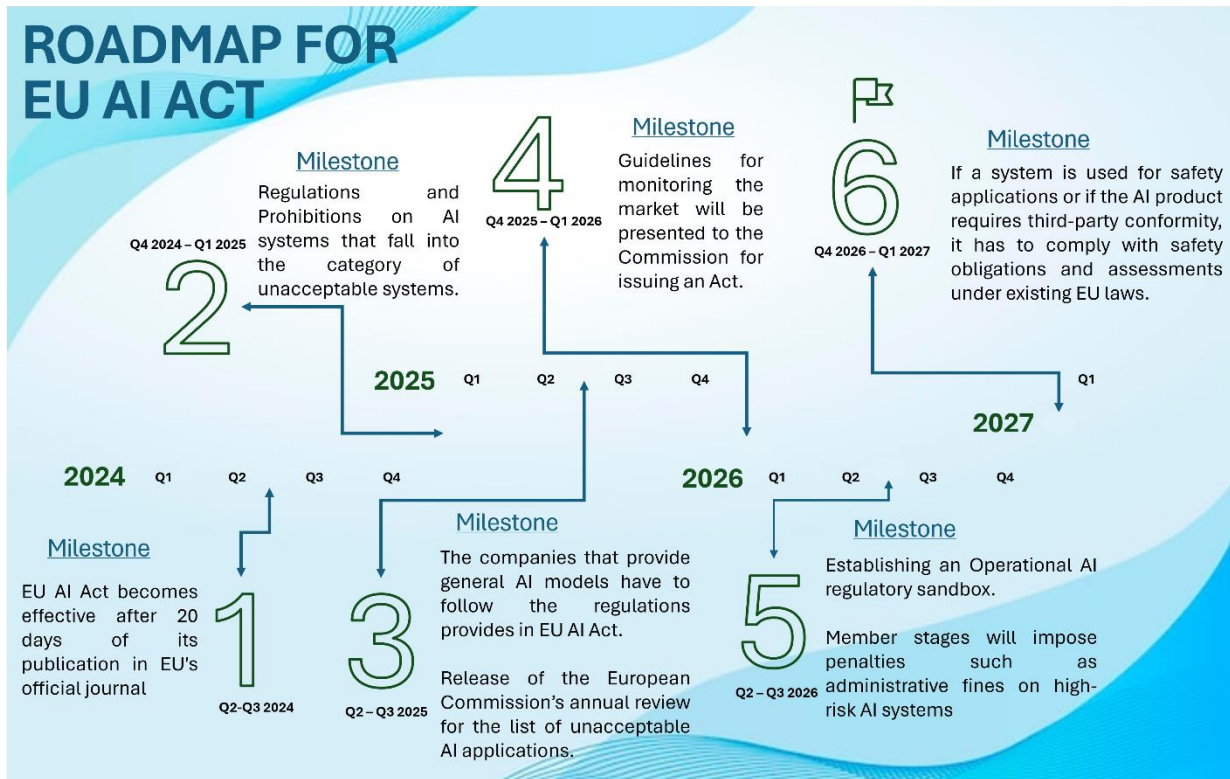 ROADMAP FOR
EU AI ACT
Milestone
Regulations and
Prohibitions on AI
systems that fall into
the category of
unacceptable systems.
Q4 2024 – Q1 2025
2
4
Q4 2025 – Q1 2026
Milestone
Guidelines for
monitoring the
market will be
presented to the
Commission for
issuing an Act.
6
Q4 2026 – Q1 2027
Milestone
If a system is used for safety
applications or if the AI product
requires third-party conformity,
it has to comply with safety
obligations and assessments
under existing EU laws.
2025 Q1 Q2 Q3 Q4
Q1
2027
2024 Q1 Q2 Q3 Q4
2026 Q1 Q2 Q3 Q4
Milestone
EU AI Act becomes
effective after 20
days of its
publication in EU's
official journal
1
Q2-Q3 2024
3
Q2 – Q3 2025
Milestone
The companies that provide
general AI models have to
follow the regulations
provides in EU AI Act.
Release of the European
Commission's annual review
for the list of unacceptable
AI applications.
5
Q2 – Q3 2026
Milestone
Establishing an Operational AI
regulatory sandbox.
Member stages will impose
penalties such as
administrative fines on high-
risk AI systems